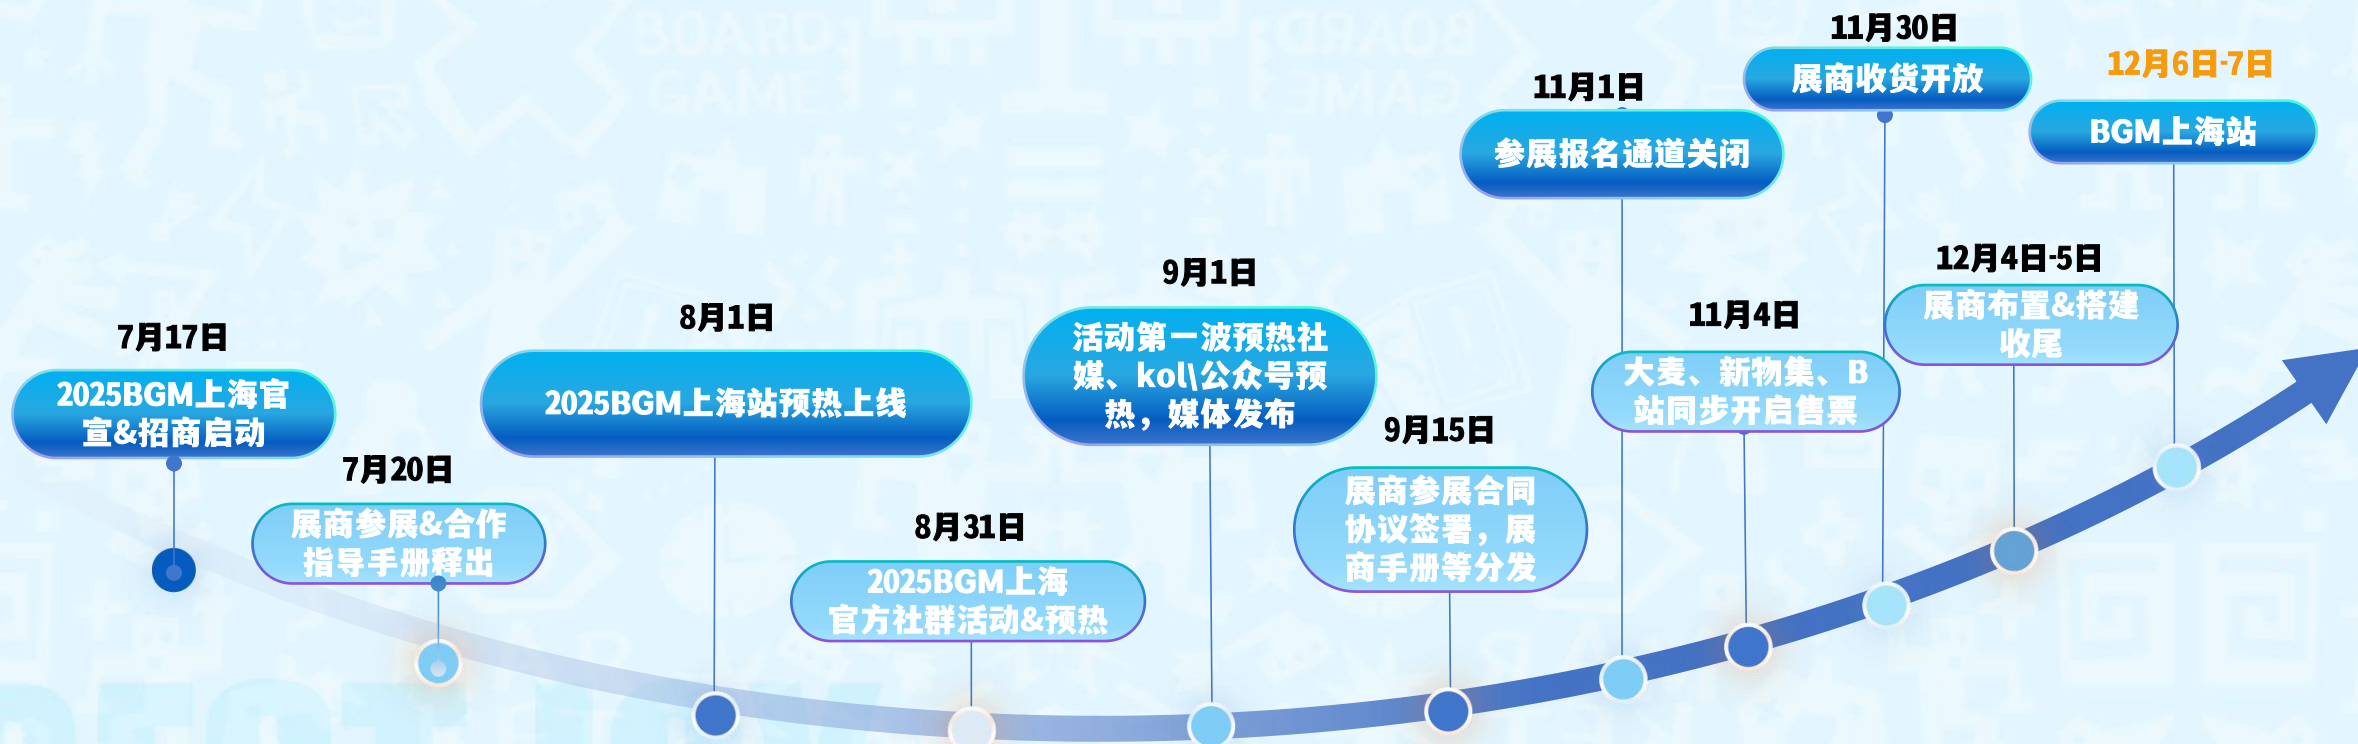 7月17日
2025BGM上海官
宣&招商启动
7月20日
展商参展&合作
指导手册释出
8月1日
2025BGM上海站预热上线
8月31日
2025BGM上海
官方社群活动&预热
9月1日
活动第一波预热社
媒、kol\公众号预
热，媒体发布
9月15日
展商参展合同
协议签署，展
商手册等分发
11月1日
参展报名通道关闭
11月4日
大麦、新物集、B
站同步开启售票
11月30日
展商收货开放
12月4日-5日
展商布置&搭建
收尾
12月6日-7日
BGM上海站
BOARD
GAME
BOARD
GAME